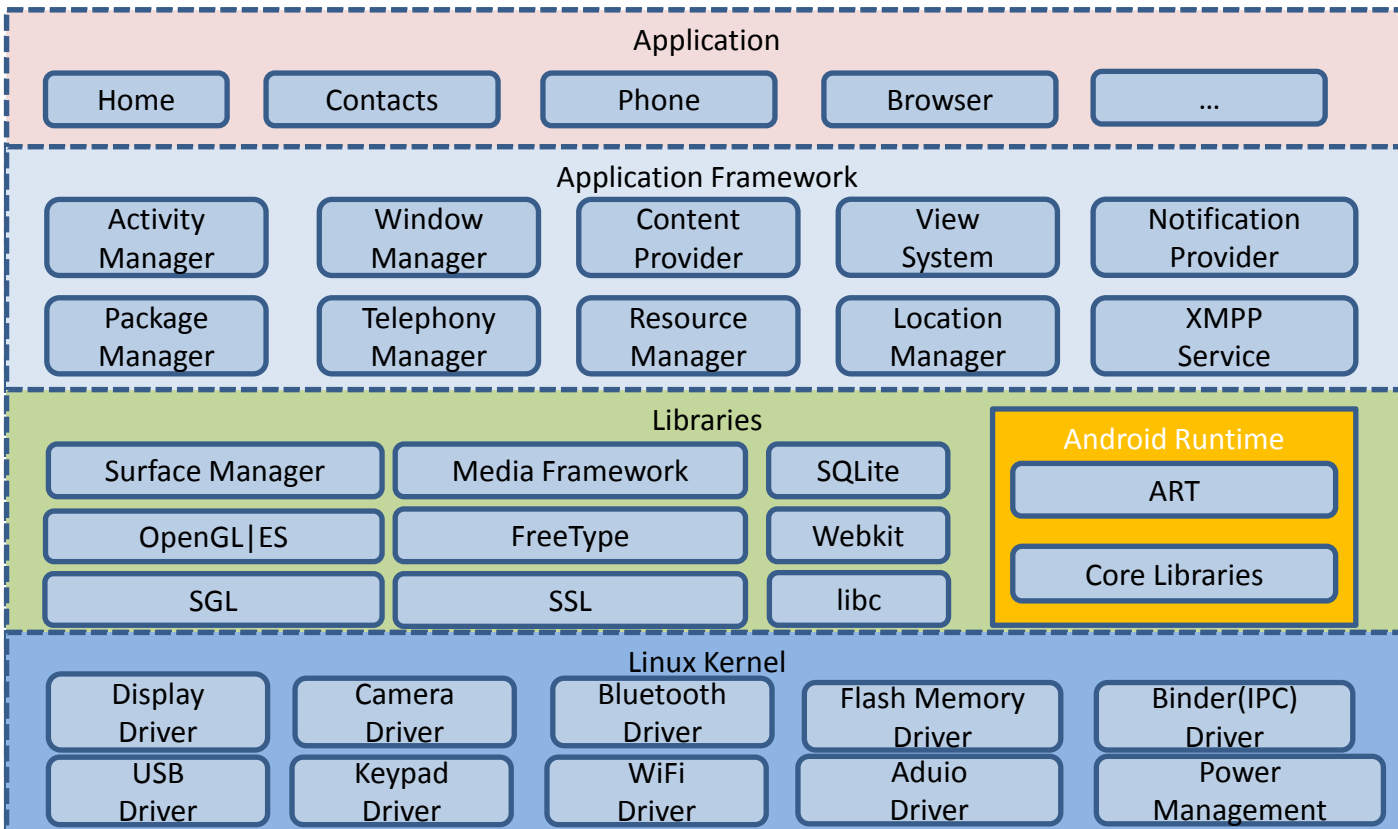 Application
Home
Contacts
Phone
Browser
...
Application Framework
Activity
Manager
Window
Manager
Content
Provider
View
System
Notification
Provider
Package
Manager
Telephony
Manager
Resource
Manager
Location
Manager
XMPP
Service
Libraries
Surface Manager
Media Framework
SQLite
OpenGL|ES
FreeType
Webkit
SGL
SSL
libc
Android Runtime
ART
Core Libraries
Linux Kernel
Display
Driver
Camera
Driver
Bluetooth
Driver
Flash Memory
Driver
Binder(IPC)
Driver
USB
Driver
Keypad
Driver
WiFi
Driver
Aduio
Driver
Power
Management